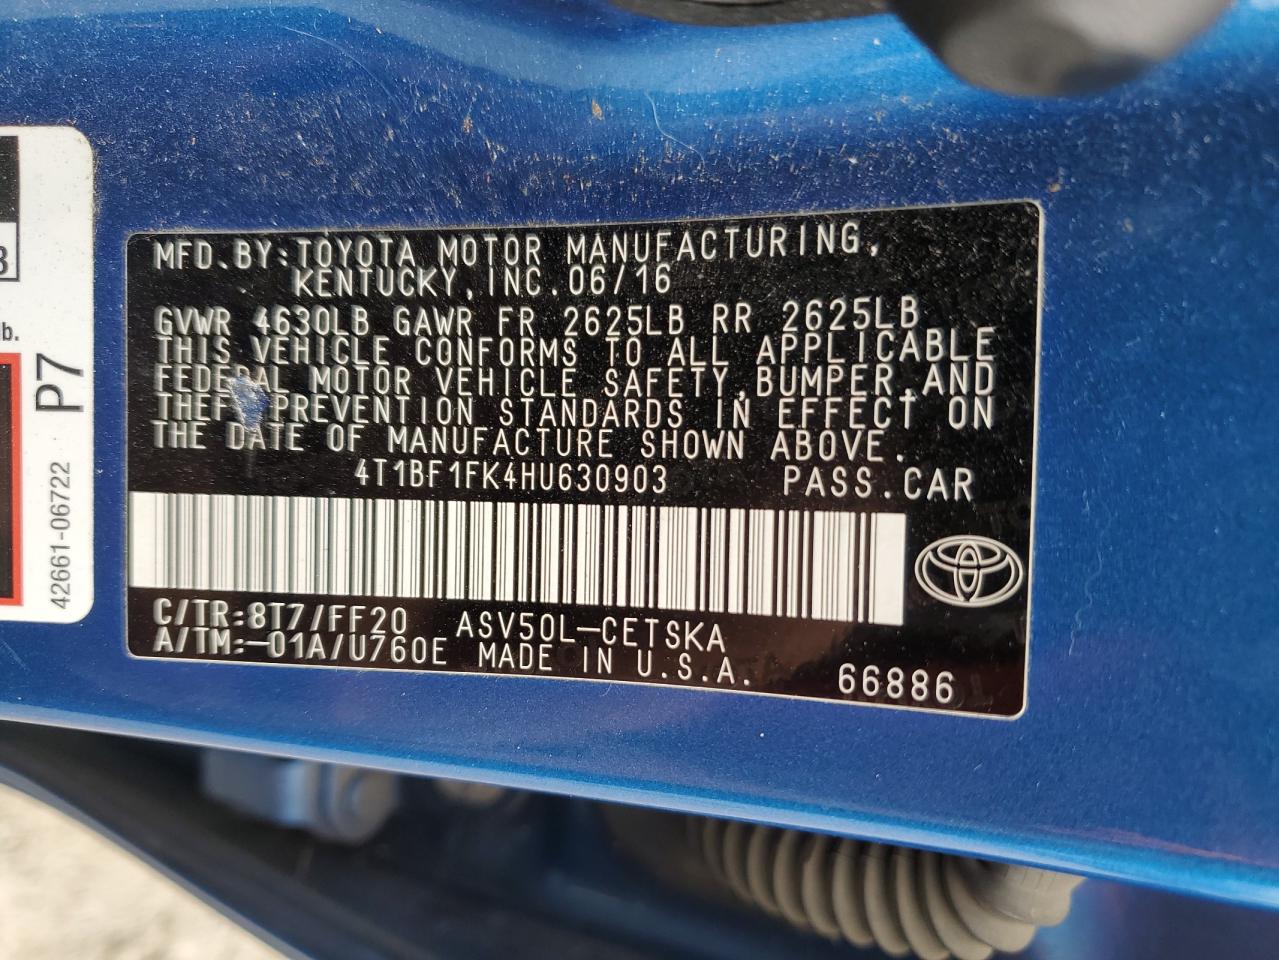 MFD.BY:TOYOTA MOTOR MANUFACTURING,
KENTUCKY,INC.06/16
GVWR 4630LB GAWR FR 2625LB RR 2625LB
THIS VEHICLE CONFORMS TO ALL APPLICABLE
FEDERAL MOTOR VEHICLE SAFETY,BUMPER,AND
THEFT PREVENTION STANDARDS IN EFFECT ON
THE DATE OF MANUFACTURE SHOWN ABOVE.
4T1BF1FK4HU630903 PASS.CAR
C/TR:8T7/FF20 ASV50L-CETSKA
A/TM:-01A/U760E MADE IN U.S.A. 66886
P7
42661-06722